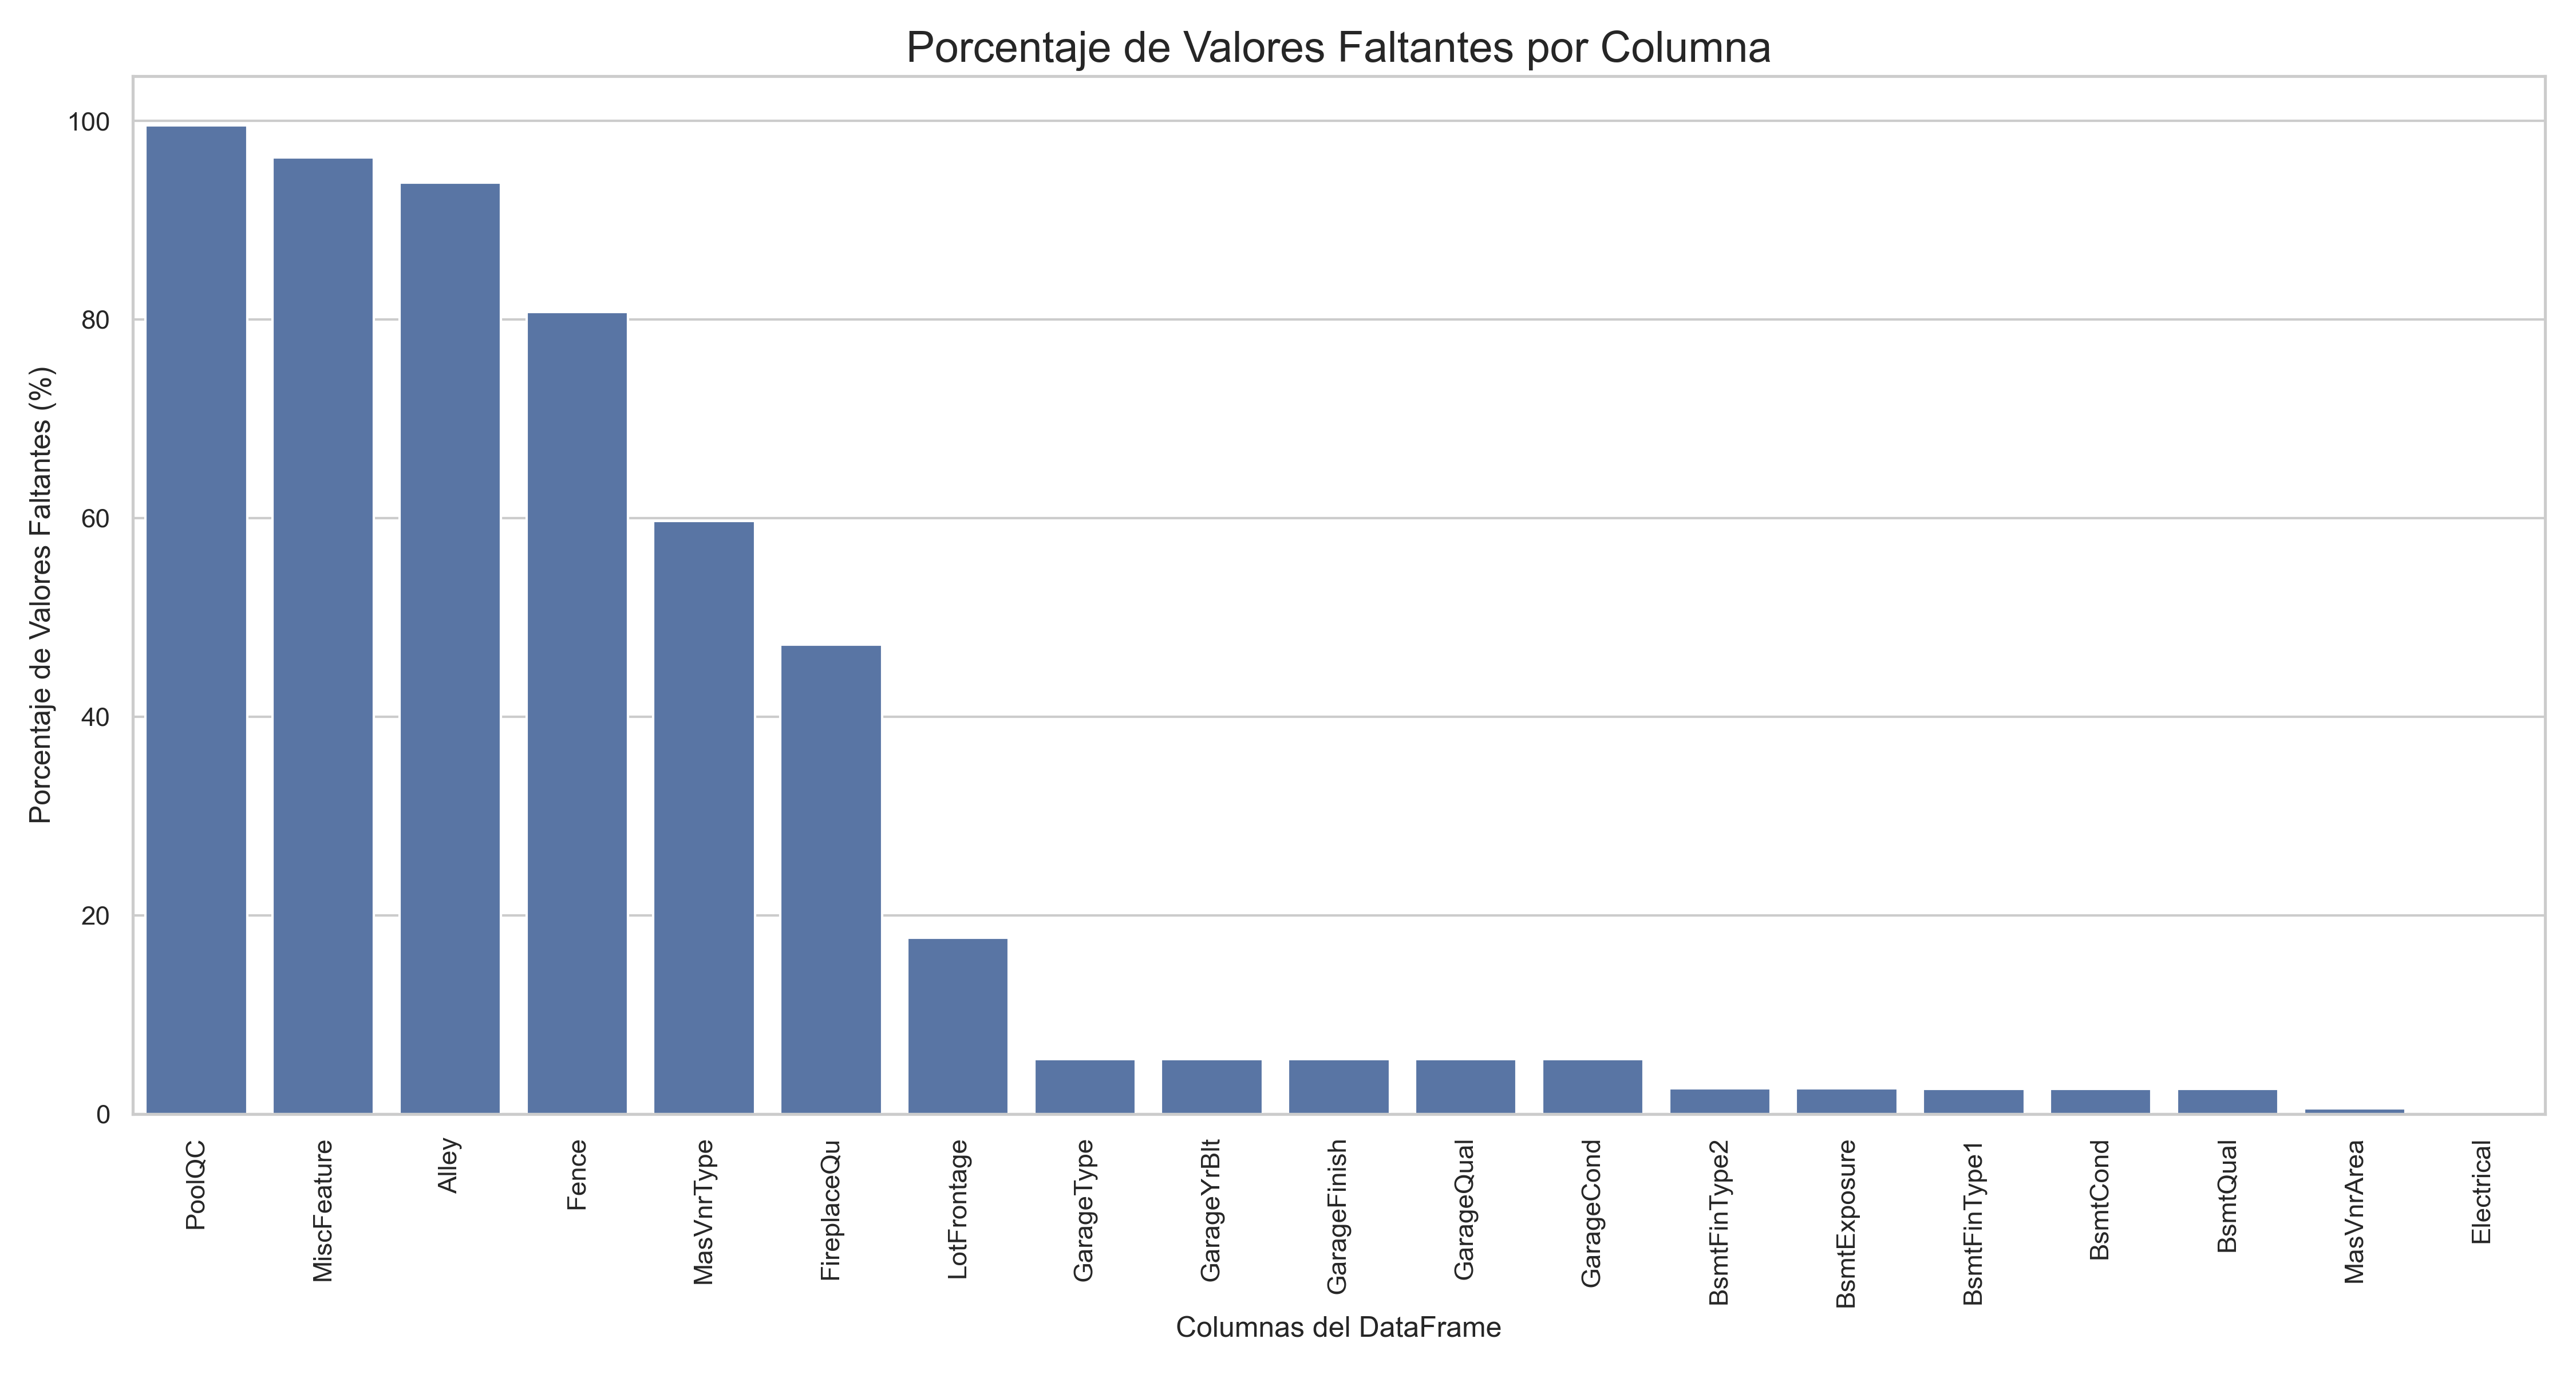 Porcentaje de Valores Faltantes por Columna
Porcentaje de Valores Faltantes (%)
100
80
60
40
20
0
PoolQC
MiscFeature
Alley
Fence
MasVnrType
FireplaceQu
LotFrontage
GarageType
GarageYrBlt
GarageFinish
GarageQual
GarageCond
BsmtFinType2
BsmtExposure
BsmtFinType1
BsmtCond
BsmtQual
MasVnrArea
Electrical
Columnas del DataFrame